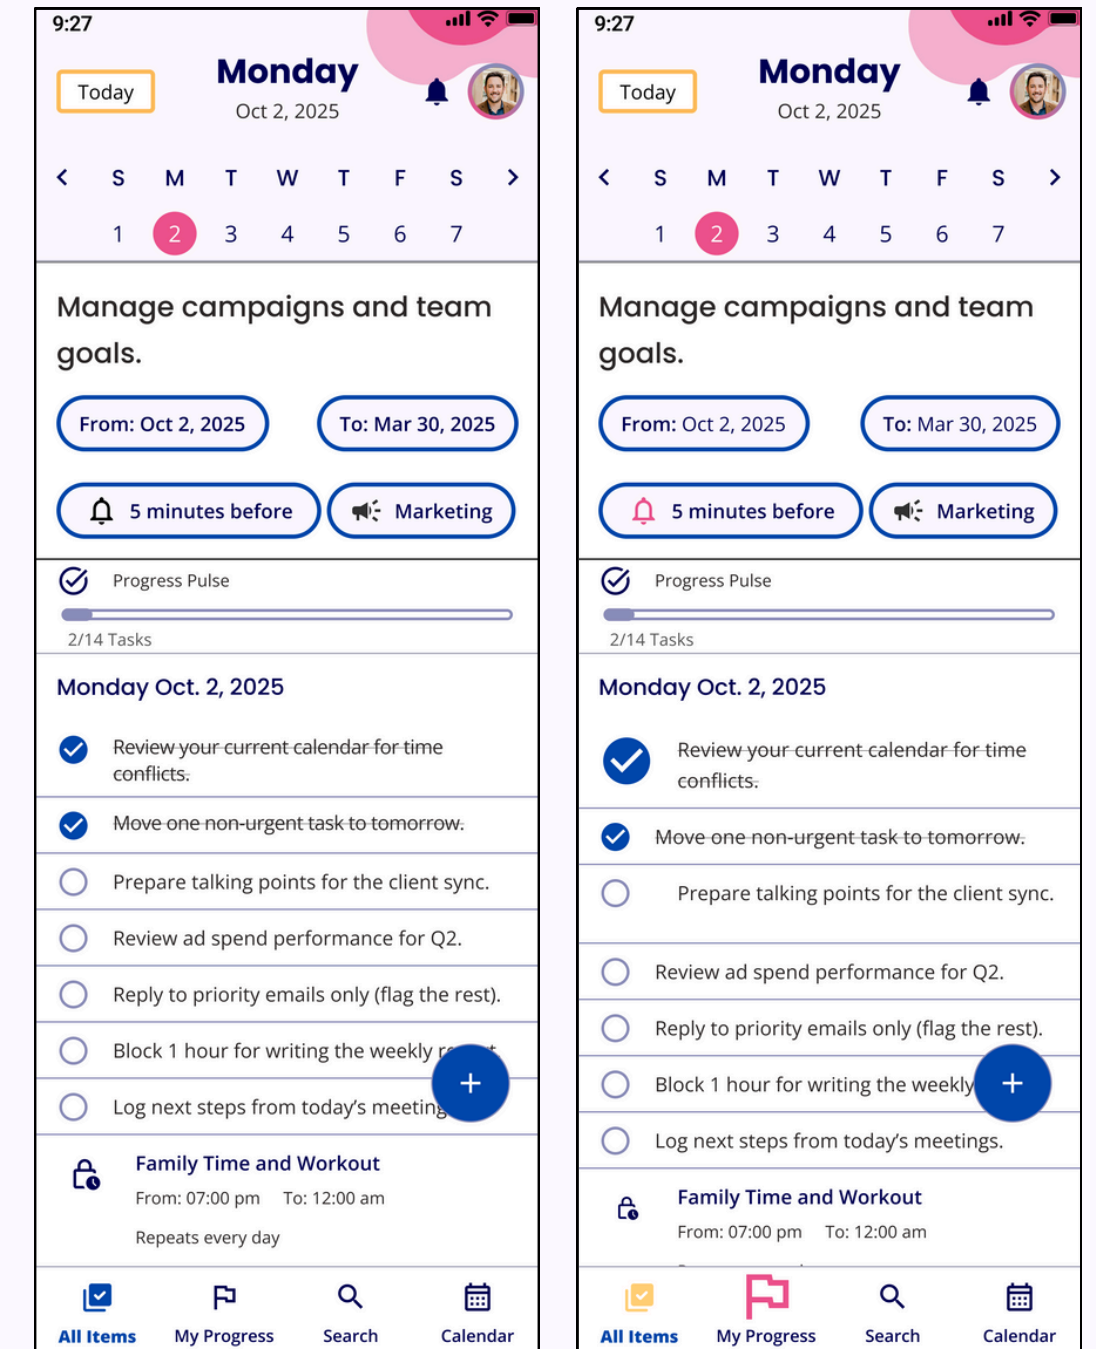 9:27
Today
Monday
Oct 2, 2025
S M T W T F S
1 2 3 4 5 6 7
Manage campaigns and team
goals.
From: Oct 2, 2025 To: Mar 30, 2025
5 minutes before Marketing
Progress Pulse
2/14 Tasks
Monday Oct. 2, 2025
Review your current calendar for time
conflicts.
Move one non-urgent task to tomorrow.
Prepare talking points for the client sync.
Review ad spend performance for Q2.
Reply to priority emails only (flag the rest).
Block 1 hour for writing the weekly
+
Log next steps from today's
Family Time and Workout
From: 07:00 pm To: 12:00 am
Repeats every day
All Items My Progress Search Calendar
9:27
Today
Monday
Oct 2, 2025
S M T W T F S
1 2 3 4 5 6 7
Manage campaigns and team
goals.
From: Oct 2, 2025 To: Mar 30, 2025
5 minutes before Marketing
Progress Pulse
2/14 Tasks
Monday Oct. 2, 2025
Review your current calendar for time
conflicts.
Move one non-urgent task to tomorrow.
Prepare talking points for the client sync.
Review ad spend performance for Q2.
Reply to priority emails only (flag the rest).
Block 1 hour for writing the weekly
+
Log next steps from today's meetings.
Family Time and Workout
From: 07:00 pm To: 12:00 am
All Items My Progress Search Calendar